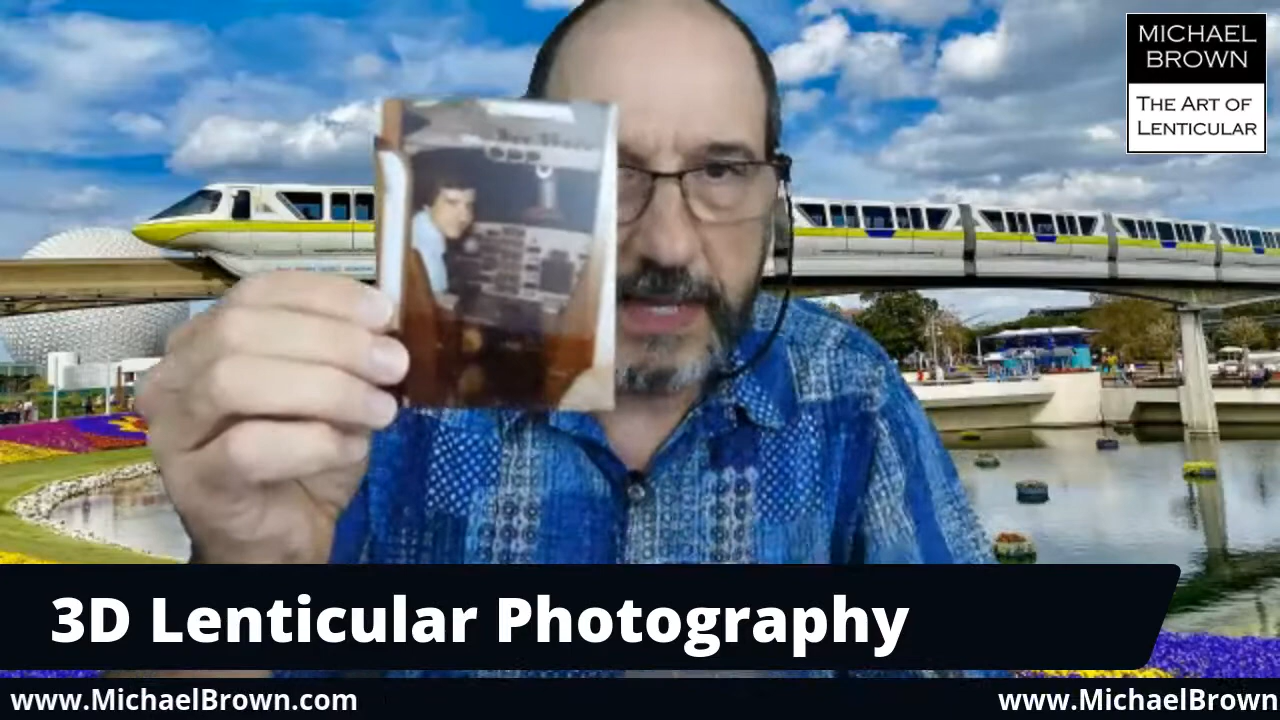 MICHAEL
BROWN
THE ART OF
LENTICULAR
3D Lenticular Photography
www.MichaelBrown.com
www.MichaelBrown